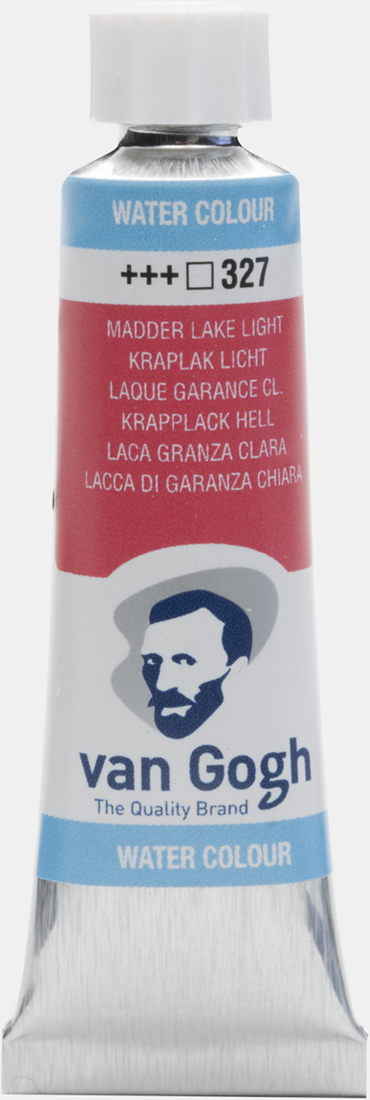 WATER COLOUR
+++ □ 327
MADDER LAKE LIGHT
KRAPLAK LICHT
LAQUE GARANCE CL.
KRAPPLACK HELL
LACA GRANZA CLARA
LACCA DI GARANZA CHIARA
van Gogh
The Quality Brand
WATER COLOUR